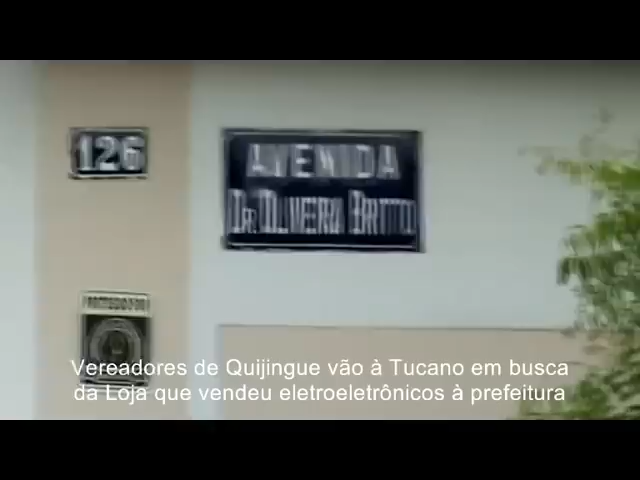 126
AVENIDA
DR. OLIVEIRA BRITTO
Vereadores de Quijingue vão à Tucano em busca
da Loja que vendeu eletroeletrônicos à prefeitura